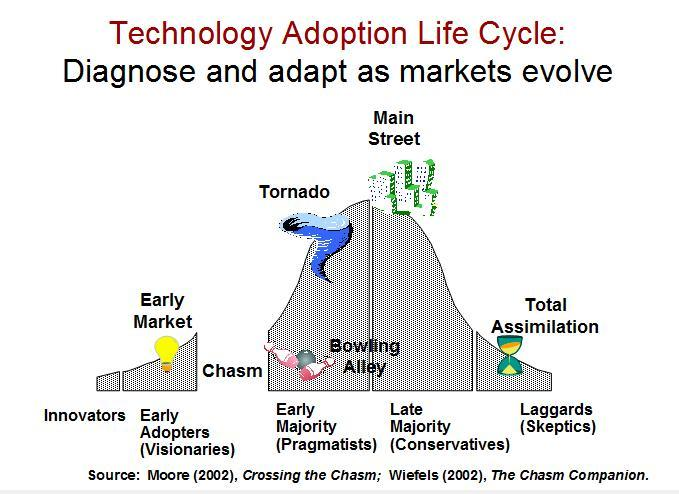 Technology Adoption Life Cycle:
Diagnose and adapt as markets evolve
Main
Street
Tornado
Early
Market
Total
Assimilation
Bowling
Alley
Chasm
Innovators
Early
Adopters
(Visionaries)
Early
Majority
(Pragmatists)
Late
Majority
(Conservatives)
Laggards
(Skeptics)
Source: Moore (2002), Crossing the Chasm; Wiefels (2002), The Chasm Companion.